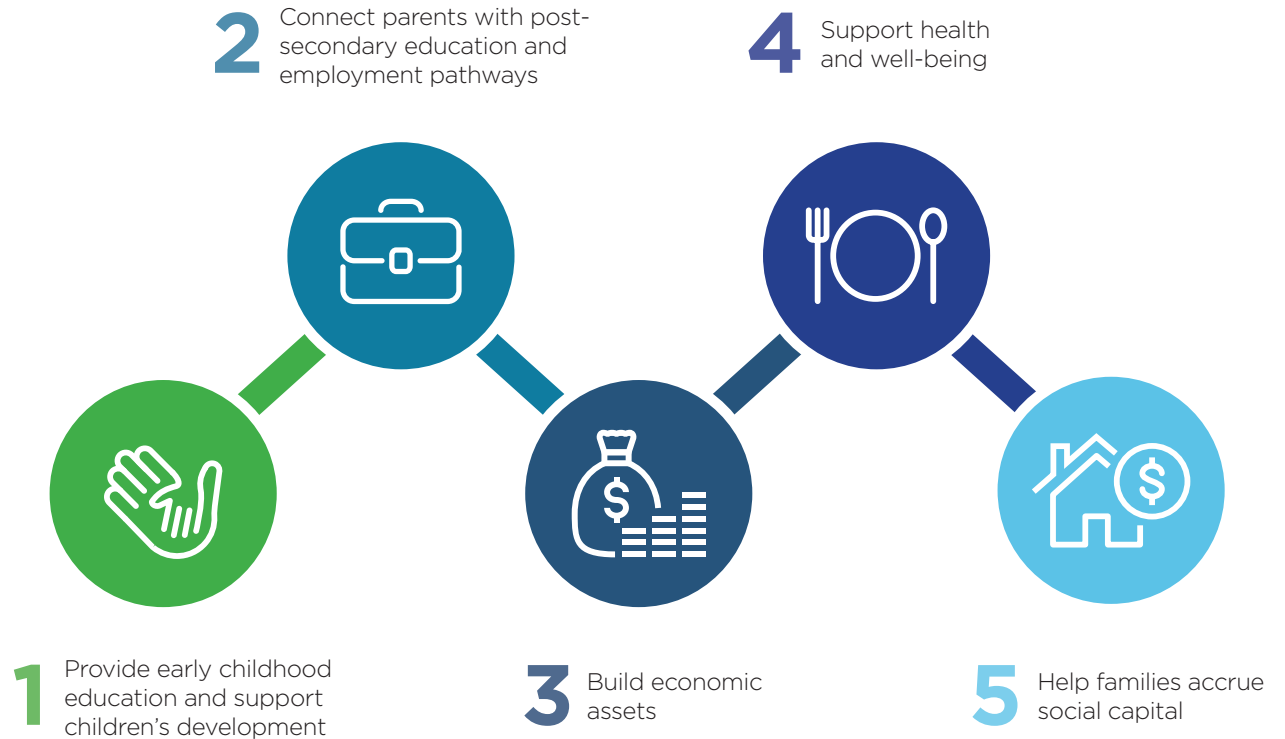 2
Connect parents with post-
secondary education and
employment pathways
4
Support health
and well-being
$
$
1
Provide early childhood
education and support
children’s development
3
Build economic
assets
5
Help families accrue
social capital